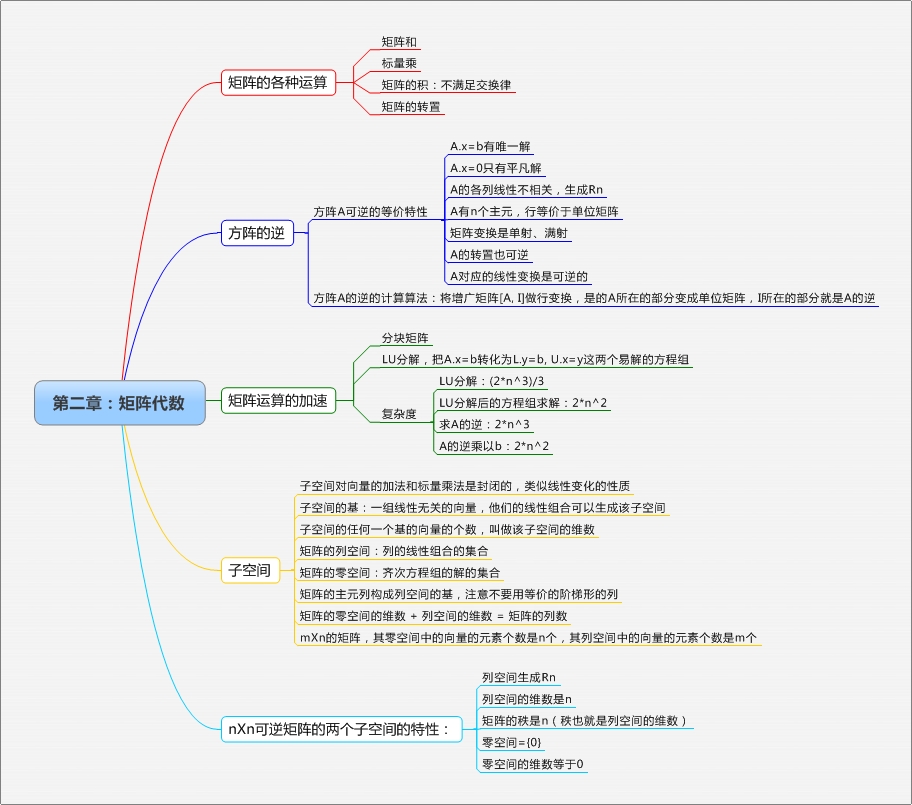 第二章：矩阵代数
矩阵的各种运算
矩阵和
标量乘
矩阵的积：不满足交换律
矩阵的转置
方阵的逆
方阵A可逆的等价特性
A.x=b有唯一解
A.x=0只有平凡解
A的各列线性不相关，生成Rn
A有n个主元，行等价于单位矩阵
矩阵变换是单射、满射
A的转置也可逆
A对应的线性变换是可逆的
方阵A的逆的计算算法：将增广矩阵[A, I]做行变换，是的A所在的部分变成单位矩阵，I所在的部分就是A的逆
矩阵运算的加速
分块矩阵
LU分解，把A.x=b转化为L.y=b, U.x=y这两个易解的方程组
复杂度
LU分解：(2*n^3)/3
LU分解后的方程组求解：2*n^2
求A的逆：2*n^3
A的逆乘以b：2*n^2
子空间
子空间对向量的加法和标量乘法是封闭的，类似线性变化的性质
子空间的基：一组线性无关的向量，他们的线性组合可以生成该子空间
子空间的任何一个基的向量的个数，叫做该子空间的维数
矩阵的列空间：列的线性组合的集合
矩阵的零空间：齐次方程组的解的集合
矩阵的主元列构成列空间的基，注意不要用等价的阶梯形的列
矩阵的零空间的维数 + 列空间的维数 = 矩阵的列数
mXn的矩阵，其零空间中的向量的元素个数是n个，其列空间中的向量的元素个数是m个
nXn可逆矩阵的两个子空间的特性：
列空间生成Rn
列空间的维数是n
矩阵的秩是n（秩也就是列空间的维数）
零空间={0}
零空间的维数等于0